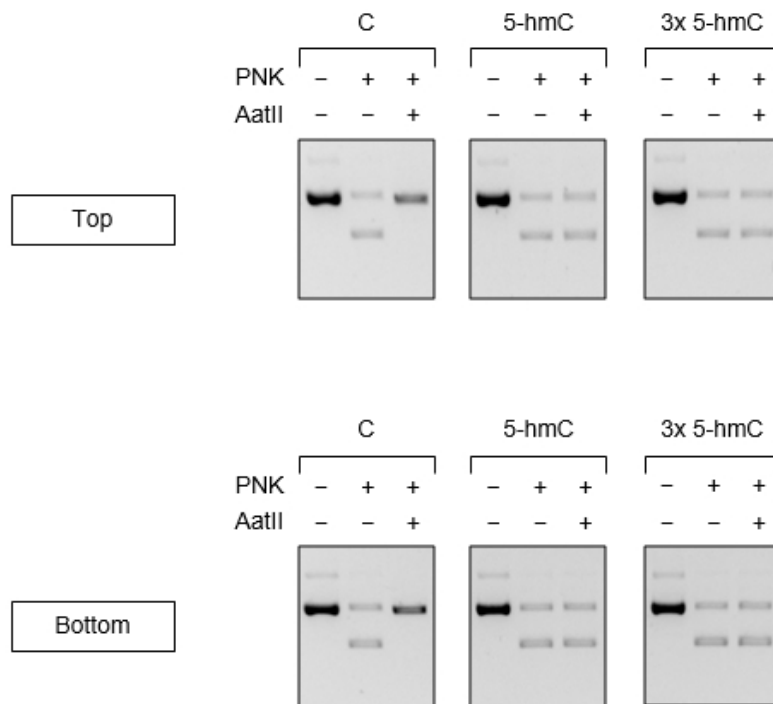 C 5-hmC 3x 5-hmC
PNK – + + – + + – + +
AatII – – + – – + – – +
Top
C 5-hmC 3x 5-hmC
PNK – + + – + + – + +
AatII – – + – – + – – +
Bottom